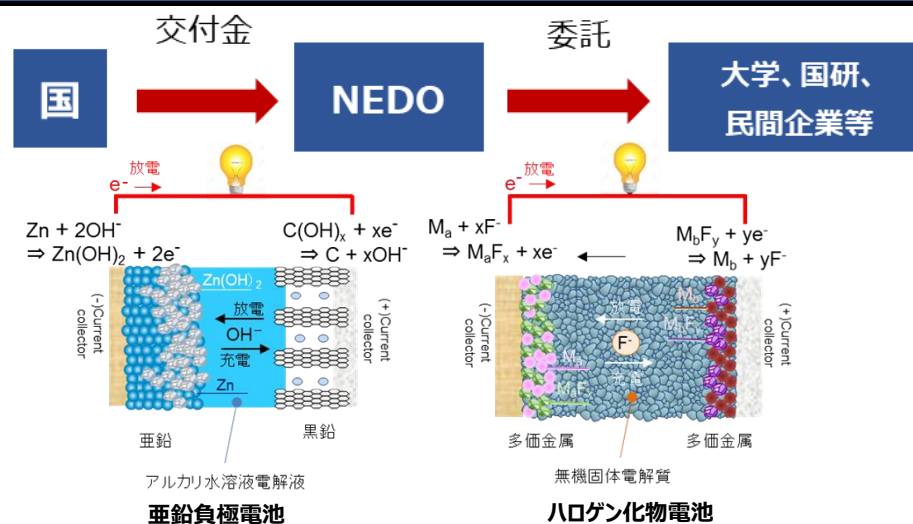 交付金
委託
国
NEDO
大学、国研、
民間企業等
放電
e-
Zn + 2OH-
⇒ Zn(OH)2 + 2e-
C(OH)x + xe-
⇒ C + xOH-
(-)Current
collector
Zn(OH)2
放電
OH−
充電
Zn
(+)Current
collector
亜鉛
黒鉛
アルカリ水溶液電解液
亜鉛負極電池
放電
e-
Ma + xF-
⇒ MaFx + xe-
MbFy + ye-
⇒ Mb + yF-
(-)Current
collector
放電
F-
充電
Mb
(+)Current
collector
多価金属
多価金属
無機固体電解質
ハロゲン化物電池